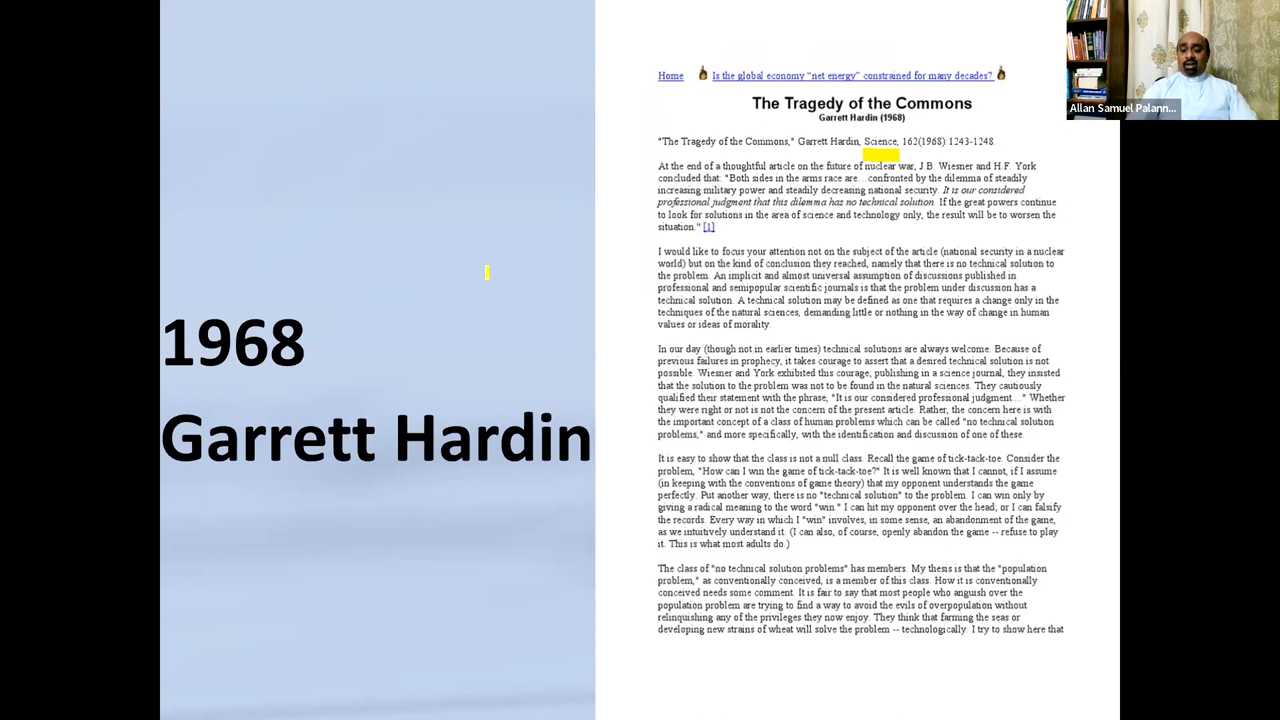 1968
Garrett Hardin
Home Is the global economy "net energy" constrained for many decades?
The Tragedy of the Commons
Garrett Hardin (1968)
"The Tragedy of the Commons," Garrett Hardin, Science, 162(1968):1243-1248.
At the end of a thoughtful article on the future of nuclear war, J.B. Wiesner and H.F. York
concluded that: "Both sides in the arms race are…confronted by the dilemma of steadily
increasing military power and steadily decreasing national security. It is our considered
professional judgment that this dilemma has no technical solution. If the great powers continue
to look for solutions in the area of science and technology only, the result will be to worsen the
situation." [1]
I would like to focus your attention not on the subject of the article (national security in a nuclear
world) but on the kind of conclusion they reached, namely that there is no technical solution to
the problem. An implicit and almost universal assumption of discussions published in
professional and semipopular scientific journals is that the problem under discussion has a
technical solution. A technical solution may be defined as one that requires a change only in the
techniques of the natural sciences, demanding little or nothing in the way of change in human
values or ideas of morality.
In our day (though not in earlier times) technical solutions are always welcome. Because of
previous failures in prophecy, it takes courage to assert that a desired technical solution is not
possible. Wiesner and York exhibited this courage; publishing in a science journal, they insisted
that the solution to the problem was not to be found in the natural sciences. They cautiously
qualified their statement with the phrase, "It is our considered professional judgment…" Whether
they were right or not is not the concern of the present article. Rather, the concern here is with
the important concept of a class of human problems which can be called "no technical solution
problems," and more specifically, with the identification and discussion of one of these.
It is easy to show that the class is not a null class. Recall the game of tick-tack-toe. Consider the
problem, "How can I win the game of tick-tack-toe?" It is well known that I cannot, if I assume
(in keeping with the conventions of game theory) that my opponent understands the game
perfectly. Put another way, there is no "technical solution" to the problem. I can win only by
giving a radical meaning to the word "win." I can hit my opponent over the head; or I can falsify
the records. Every way in which I "win" involves, in some sense, an abandonment of the game,
as we intuitively understand it. (I can also, of course, openly abandon the game -- refuse to play
it. This is what most adults do.)
The class of "no technical solution problems" has members. My thesis is that the "population
problem," as conventionally conceived, is a member of this class. How it is conventionally
conceived needs some comment. It is fair to say that most people who anguish over the
population problem are trying to find a way to avoid the evils of overpopulation without
relinquishing any of the privileges they now enjoy. They think that farming the seas or
developing new strains of wheat will solve the problem -- technologically. I try to show here that
Allan Samuel Palann...